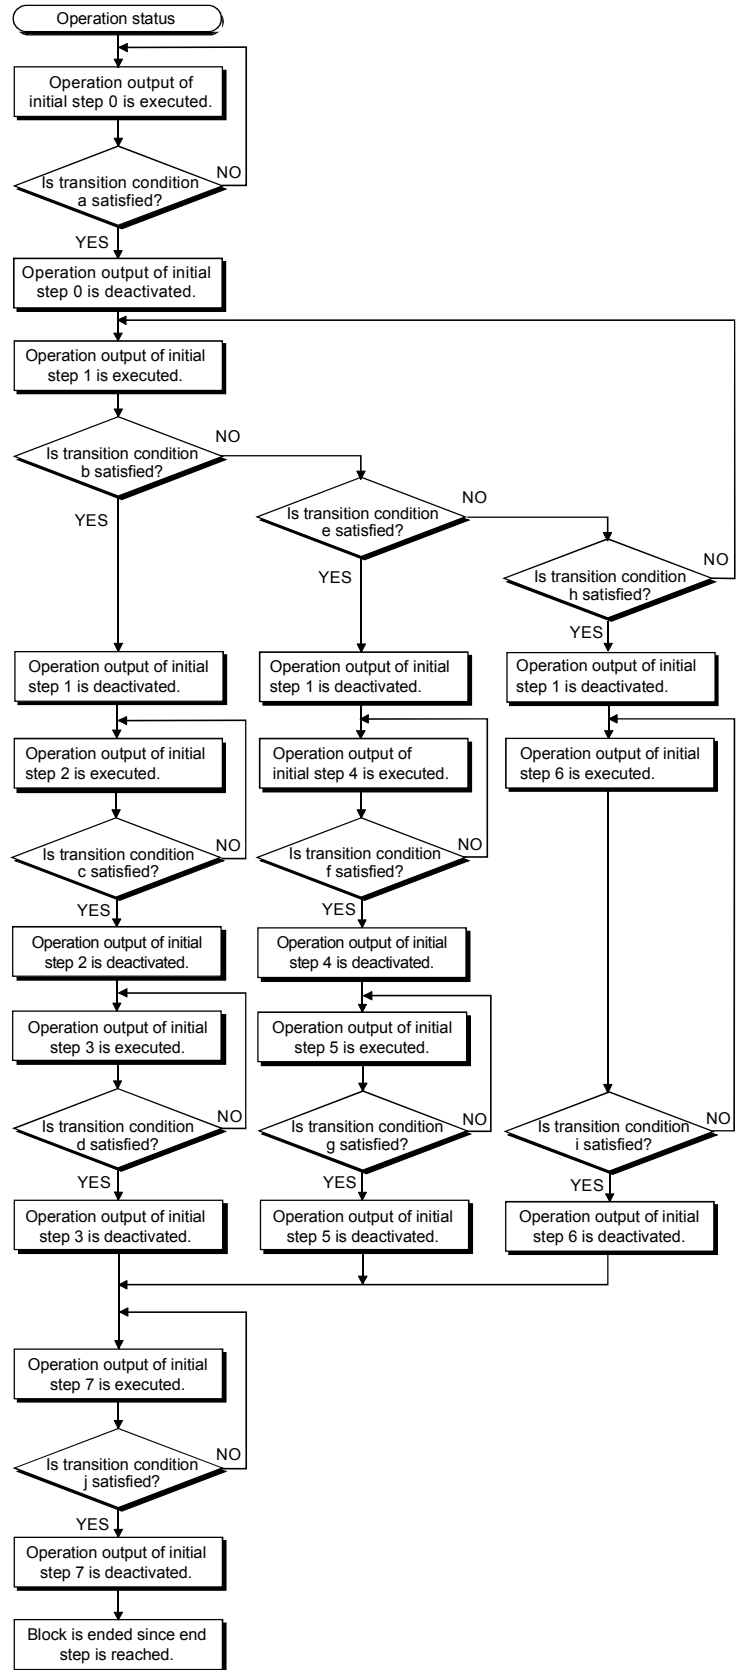 Operation status
Operation output of
initial step 0 is executed.
NO
Is transition condition
a satisfied?
YES
Operation output of initial
step 0 is deactivated.
Operation output of initial
step 1 is executed.
NO
Is transition condition
b satisfied?
YES
NO
Is transition condition
e satisfied?
YES
NO
Is transition condition
h satisfied?
YES
Operation output of initial
step 1 is deactivated.
Operation output of initial
step 1 is deactivated.
Operation output of initial
step 1 is deactivated.
Operation output of initial
step 2 is executed.
Operation output of
initial step 4 is executed.
Operation output of initial
step 6 is executed.
NO
Is transition condition
c satisfied?
YES
NO
Is transition condition
f satisfied?
YES
Operation output of initial
step 2 is deactivated.
Operation output of initial
step 4 is deactivated.
Operation output of initial
step 3 is executed.
Operation output of initial
step 5 is executed.
NO
Is transition condition
d satisfied?
YES
NO
Is transition condition
g satisfied?
YES
NO
Is transition condition
i satisfied?
YES
Operation output of initial
step 3 is deactivated.
Operation output of initial
step 5 is deactivated.
Operation output of initial
step 6 is deactivated.
Operation output of initial
step 7 is executed.
NO
Is transition condition
j satisfied?
YES
Operation output of initial
step 7 is deactivated.
Block is ended since end
step is reached.